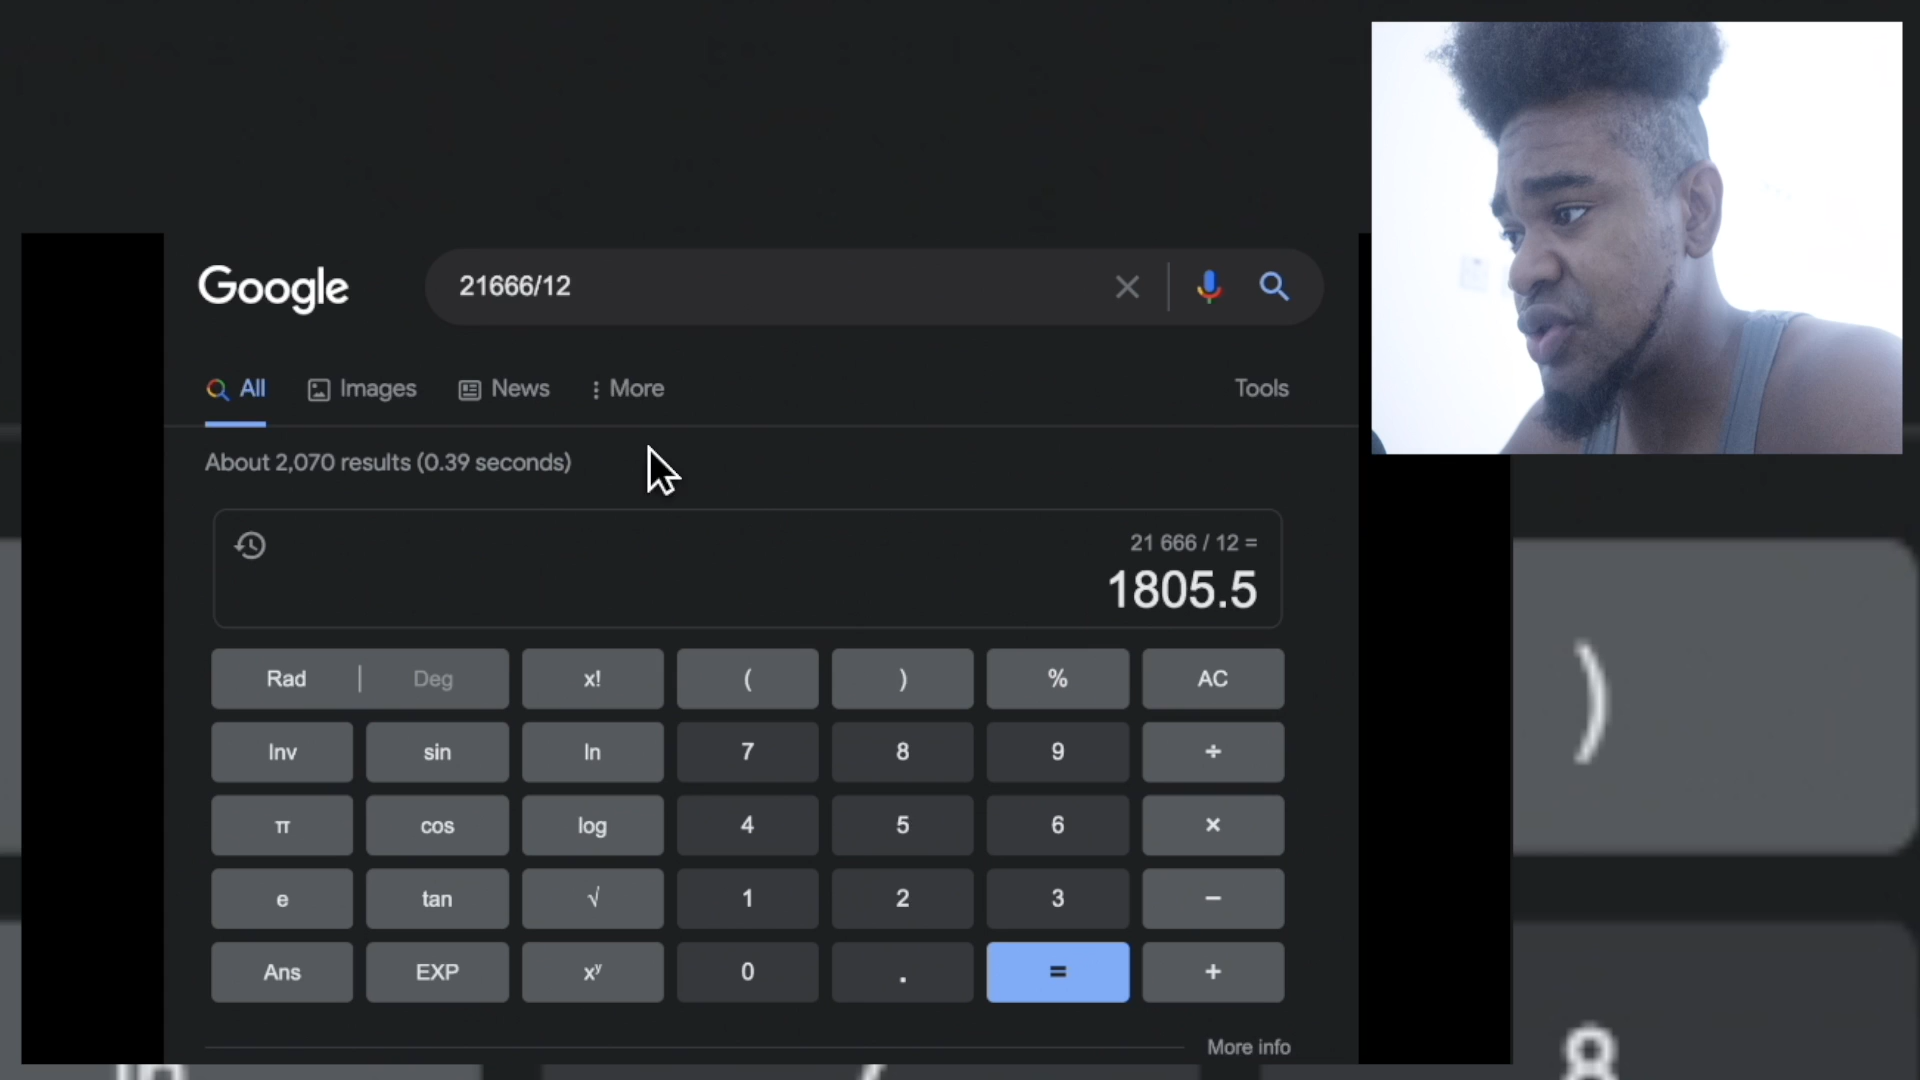 Google
21666/12
All Images News More Tools
About 2,070 results (0.39 seconds)
21 666 / 12 =
1805.5
Rad | Deg x! ( ) % AC
Inv sin ln 7 8 9 ÷
π cos log 4 5 6 ×
e tan √ 1 2 3 −
Ans EXP xʸ 0 . = +
More info
)
8